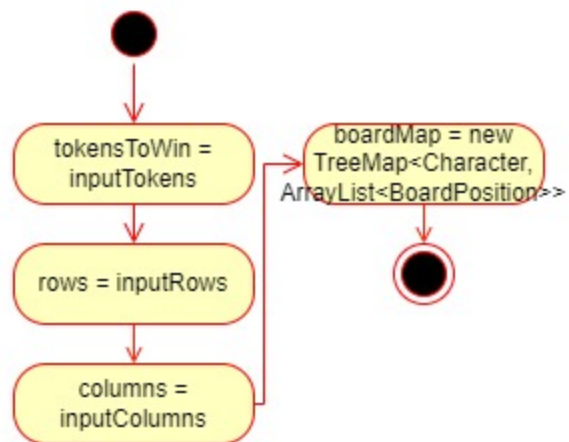 tokensToWin =
inputTokens
rows = inputRows
columns =
inputColumns
boardMap = new
TreeMap<Character,
ArrayList<BoardPosition>>